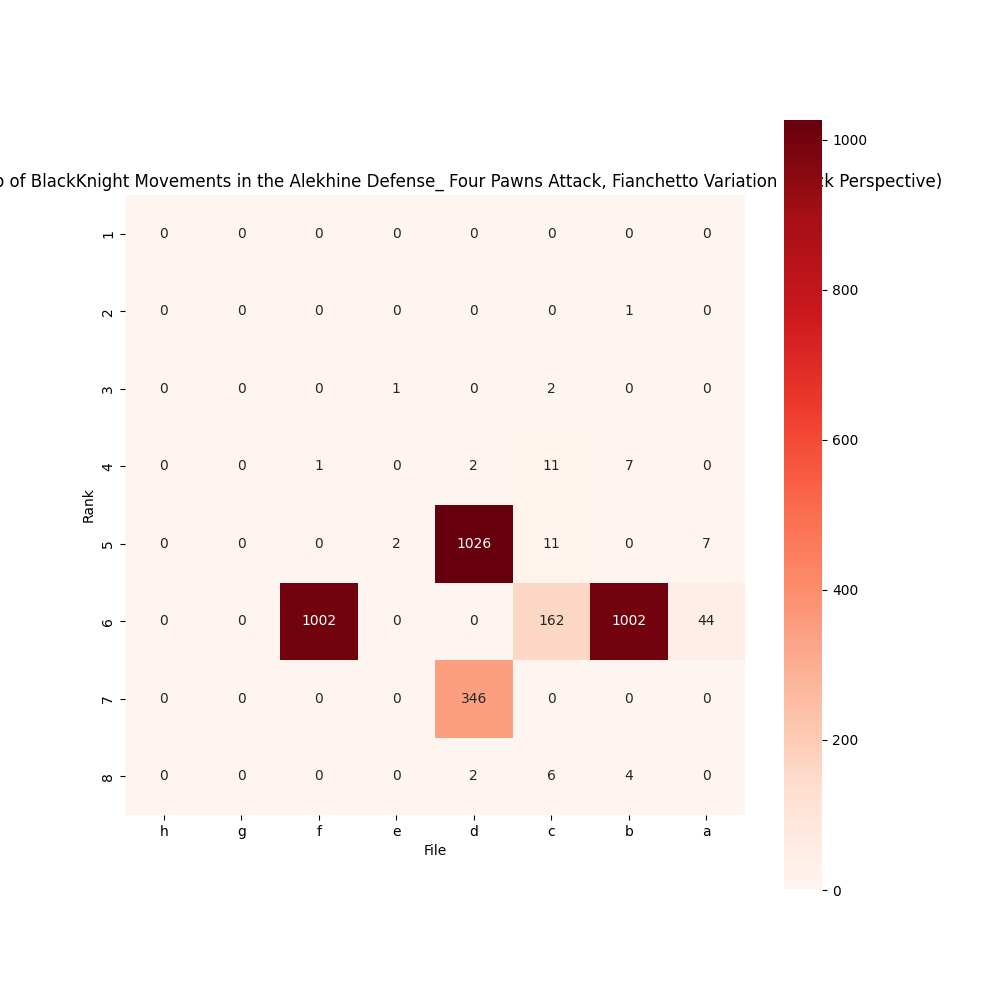 of BlackKnight Movements in the Alekhine Defense_ Four Pawns Attack, Fianchetto Variation k Perspective)
1000
1 0 0 0 0 0 0 0 0
800
2 0 0 0 0 0 0 1 0
3 0 0 0 1 0 2 0 0
600
4 0 0 1 0 2 11 7 0
Rank
5 0 0 0 2 1026 11 0 7
400
6 0 0 1002 0 0 162 1002 44
7 0 0 0 0 346 0 0 0
200
8 0 0 0 0 2 6 4 0
h g f e d c b a
File
0